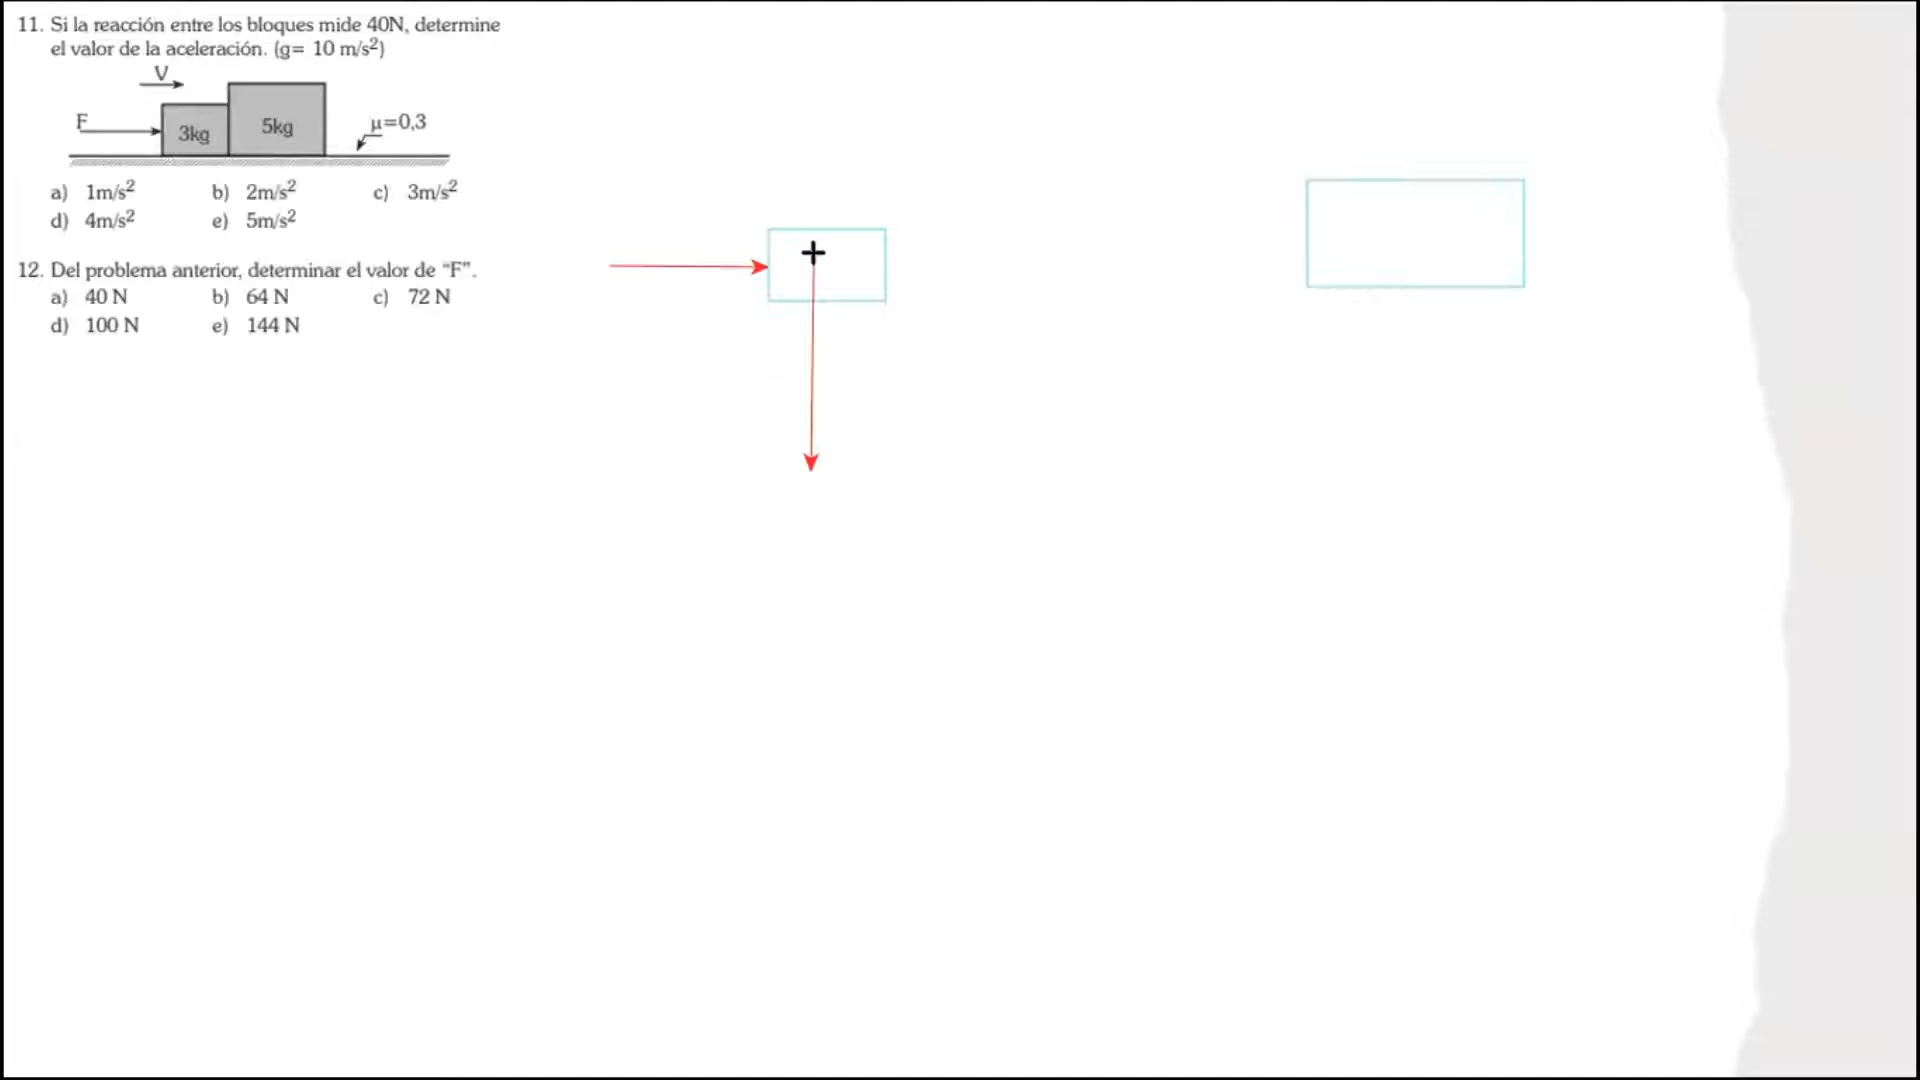 11. Si la reacción entre los bloques mide 40N, determine
el valor de la aceleración. (g= 10 m/s²)
V
F
3kg
5kg
μ=0,3
a) 1m/s² b) 2m/s² c) 3m/s²
d) 4m/s² e) 5m/s²
12. Del problema anterior, determinar el valor de “F”.
a) 40 N b) 64 N c) 72 N
d) 100 N e) 144 N